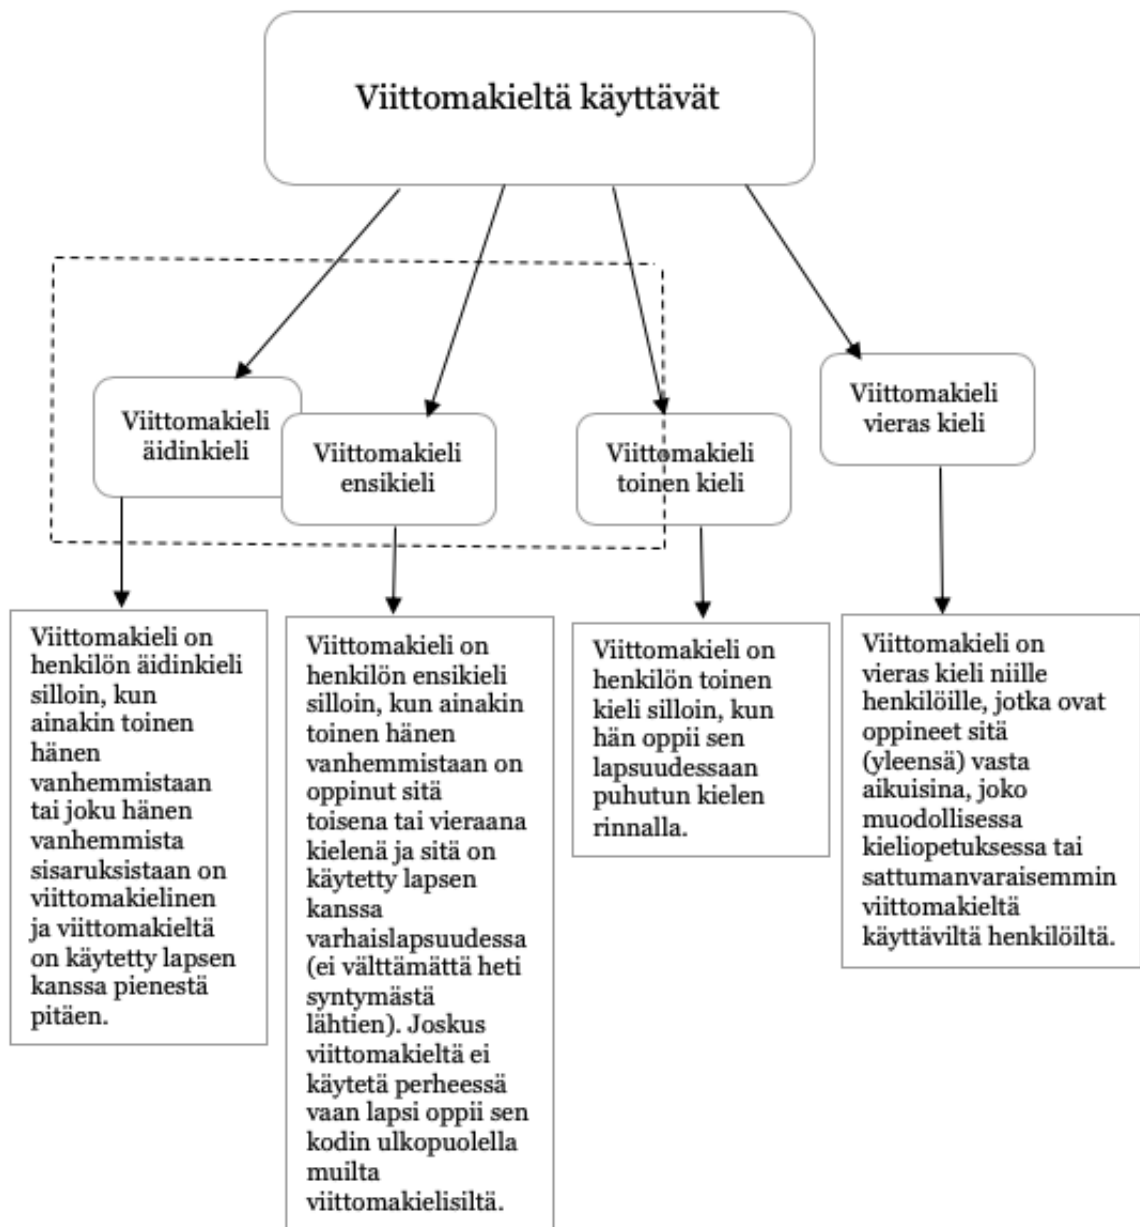 Viittomakieltä käyttävät
Viittomakieli
äidinkieli
Viittomakieli
ensikieli
Viittomakieli
toinen kieli
Viittomakieli
vieras kieli
Viittomakieli on
henkilön äidinkieli
silloin, kun
ainakin toinen
hänen
vanhemmistaan
tai joku hänen
vanhemmista
sisaruksistaan on
viittomakielinen
ja viittomakieltä
on käytetty lapsen
kanssa pienestä
pitäen.
Viittomakieli on
henkilön ensikieli
silloin, kun ainakin
toinen hänen
vanhemmistaan on
oppinut sitä
toisena tai vieraana
kielenä ja sitä on
käytetty lapsen
kanssa
varhaislapsuudessa
(ei välttämättä heti
syntymästä
lähtien). Joskus
viittomakieltä ei
käytetä perheessä
vaan lapsi oppii sen
kodin ulkopuolella
muilta
viittomakielisiltä.
Viittomakieli on
henkilön toinen
kieli silloin, kun
hän oppii sen
lapsuudessaan
puhutun kielen
rinnalla.
Viittomakieli on
vieras kieli niille
henkilöille, jotka ovat
oppineet sitä
(yleensä) vasta
aikuisina, joko
muodollisessa
kieliopetuksessa tai
sattumanvaraisemmin
viittomakieltä
käyttäviltä henkilöiltä.